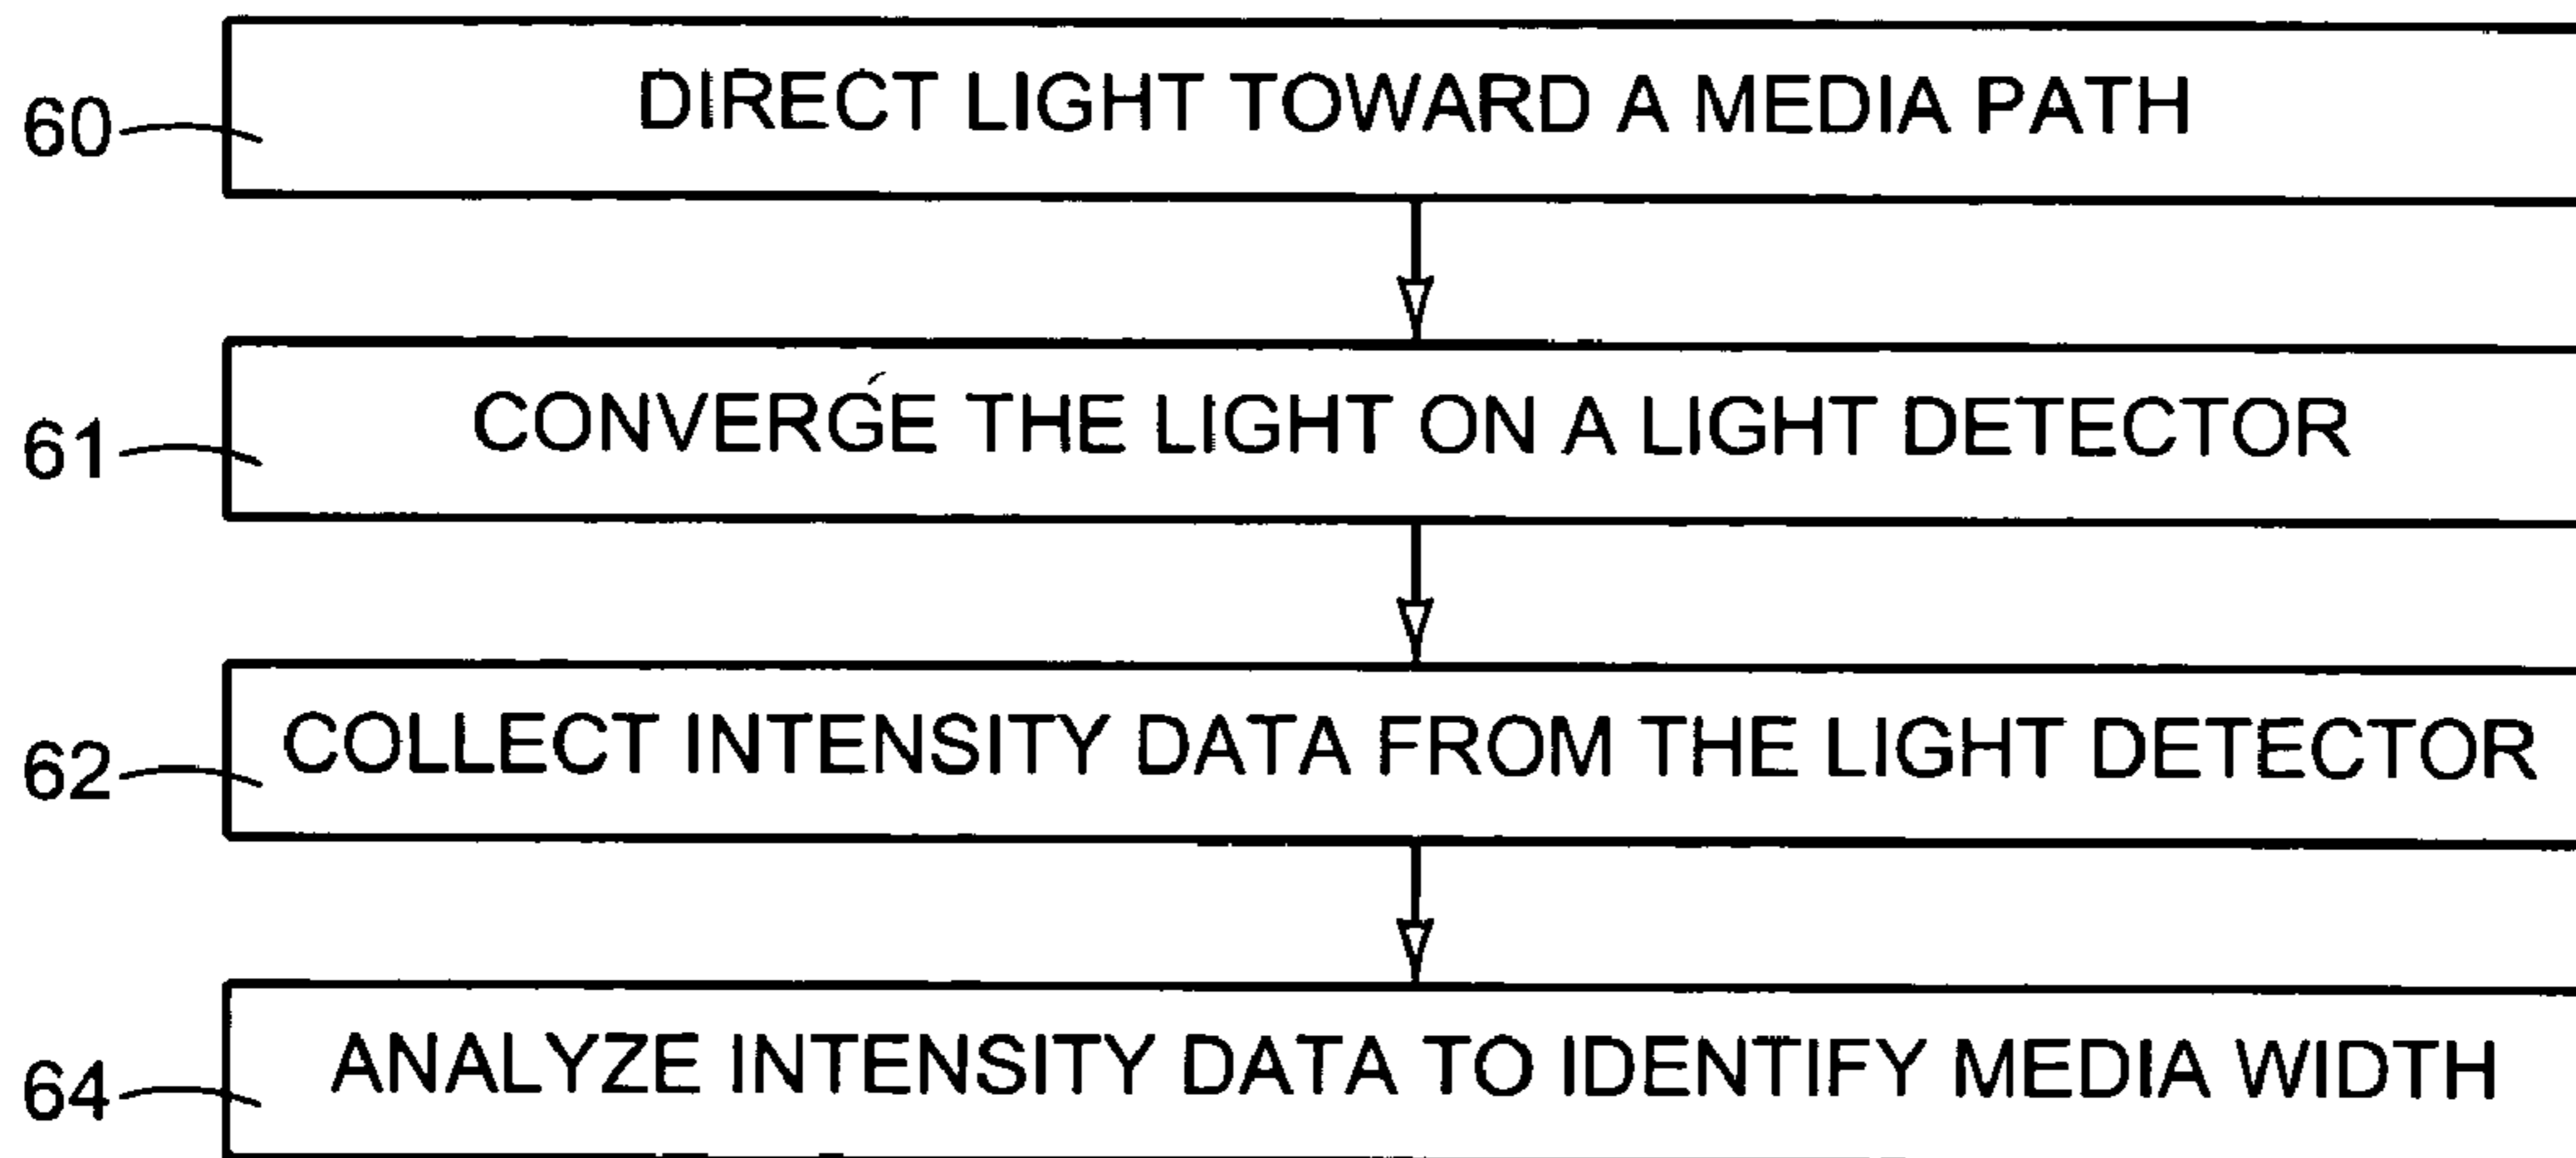 60 DIRECT LIGHT TOWARD A MEDIA PATH
61 CONVERGE THE LIGHT ON A LIGHT DETECTOR
62 COLLECT INTENSITY DATA FROM THE LIGHT DETECTOR
64 ANALYZE INTENSITY DATA TO IDENTIFY MEDIA WIDTH